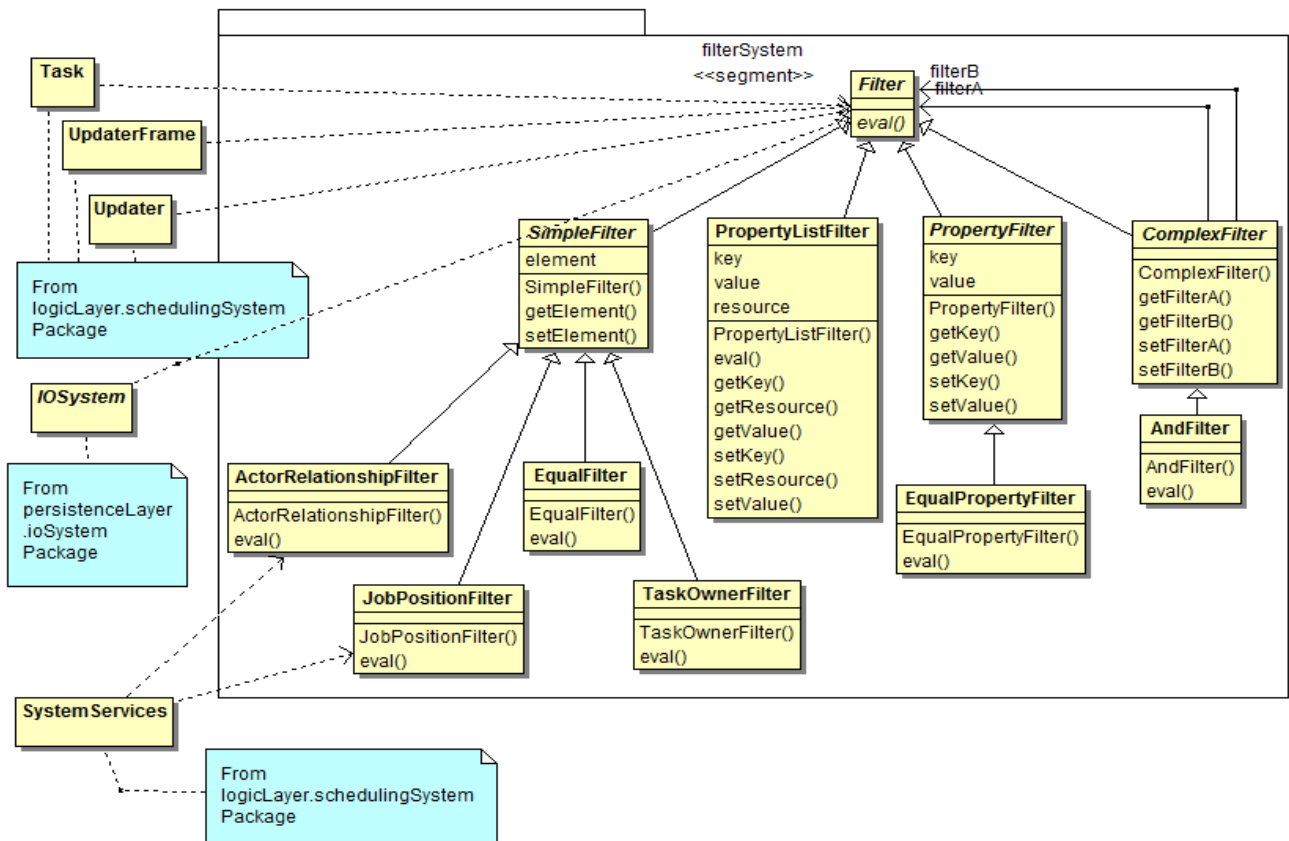 filterSystem
<<segment>>
Task
UpdaterFrame
Updater
From
logicLayer.schedulingSystem
Package
IOSystem
From
persistenceLayer
.ioSystem
Package
SystemServices
From
logicLayer.schedulingSystem
Package
Filter
eval()
filterB
filterA
SimpleFilter
element
SimpleFilter()
getElement()
setElement()
PropertyListFilter
key
value
resource
PropertyListFilter()
eval()
getKey()
getResource()
getValue()
setKey()
setResource()
setValue()
PropertyFilter
key
value
PropertyFilter()
getKey()
getValue()
setKey()
setValue()
ComplexFilter
ComplexFilter()
getFilterA()
getFilterB()
setFilterA()
setFilterB()
ActorRelationshipFilter
ActorRelationshipFilter()
eval()
EqualFilter
EqualFilter()
eval()
EqualPropertyFilter
EqualPropertyFilter()
eval()
AndFilter
AndFilter()
eval()
JobPositionFilter
JobPositionFilter()
eval()
TaskOwnerFilter
TaskOwnerFilter()
eval()